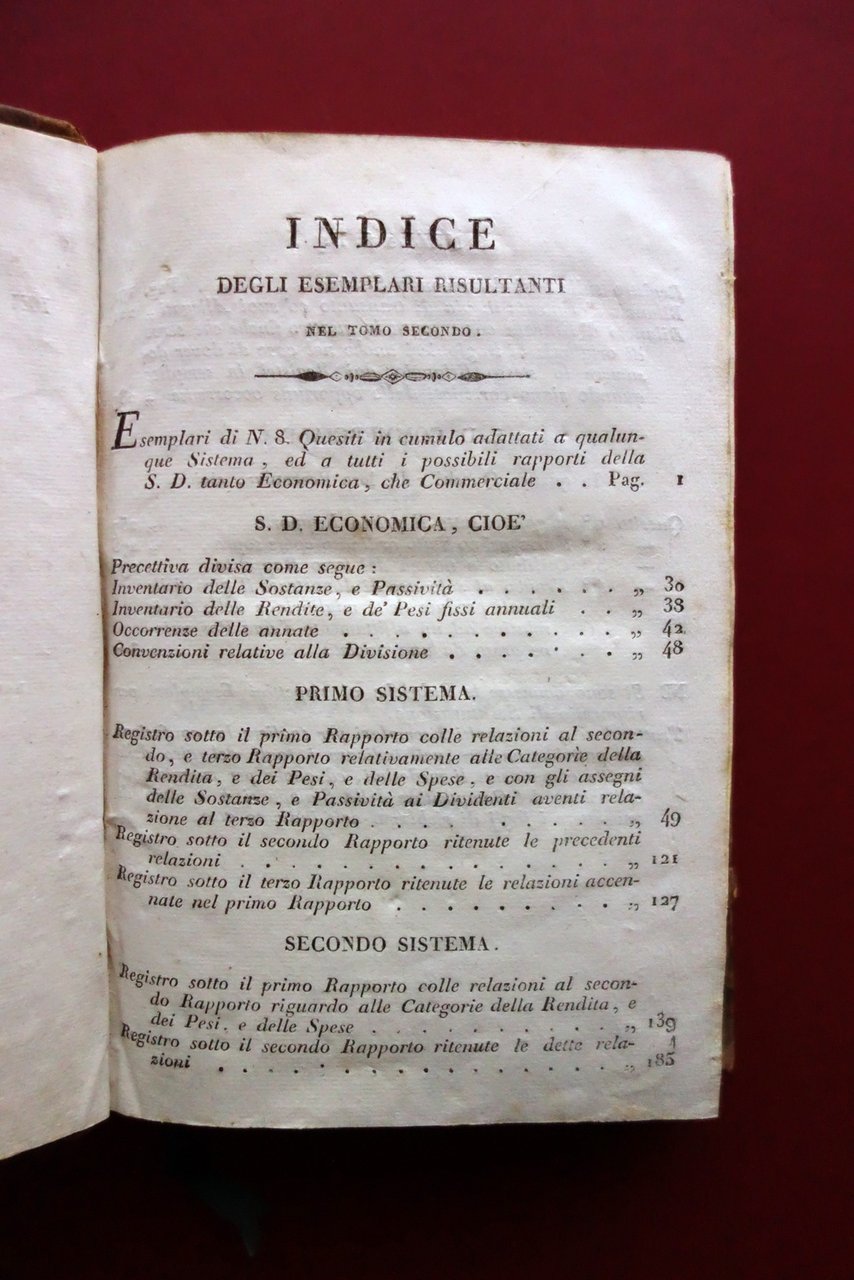 INDICE
DEGLI ESEMPLARI RISULTANTI
NEL TOMO SECONDO.
Esemplari di N. 8. Quesiti in cumulo adattati a qualun-
que Sistema, ed a tutti i possibili rapporti della
S. D. tanto Economica, che Commerciale . . Pag. 1
S. D. ECONOMICA, CIOE'
Precettiva divisa come segue:
Inventario delle Sostanze, e Passività . . . . . . „ 30
Inventario delle Rendite, e de' Pesi fissi annuali . . „ 38
Occorrenze delle annate . . . . . . . . . . . „ 42
Convenzioni relative alla Divisione . . . . . . . „ 48
PRIMO SISTEMA.
Registro sotto il primo Rapporto colle relazioni al secon-
do, e terzo Rapporto relativamente alle Categorie della
Rendita, e dei Pesi, e delle Spese, e con gli assegni
delle Sostanze, e Passività ai Dividenti aventi rela-
zione al terzo Rapporto . . . . . . . . . „ 49
Registro sotto il secondo Rapporto ritenute le precedenti
relazioni . . . . . . . . . . . . . . . „ 121
Registro sotto il terzo Rapporto ritenute le relazioni accen-
nate nel primo Rapporto . . . . . . . . . „ 127
SECONDO SISTEMA.
Registro sotto il primo Rapporto colle relazioni al secon-
do Rapporto riguardo alle Categorie della Rendita, e
dei Pesi, e delle Spese . . . . . . . . . . „ 139
Registro sotto il secondo Rapporto ritenute le dette rela-
zioni . . . . . . . . . . . . . . . . „ 185